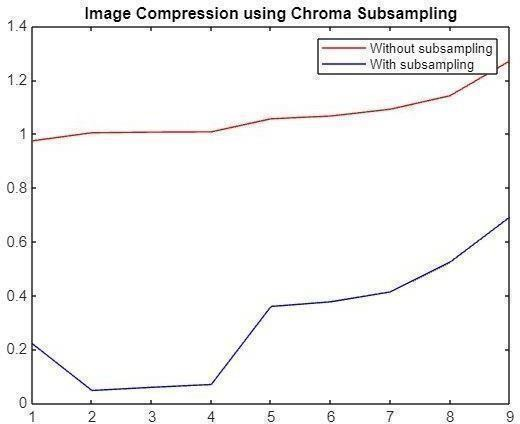 Image Compression using Chroma Subsampling
1.4
Without subsampling
With subsampling
1.2
1
0.8
0.6
0.4
0.2
0
1 2 3 4 5 6 7 8 9